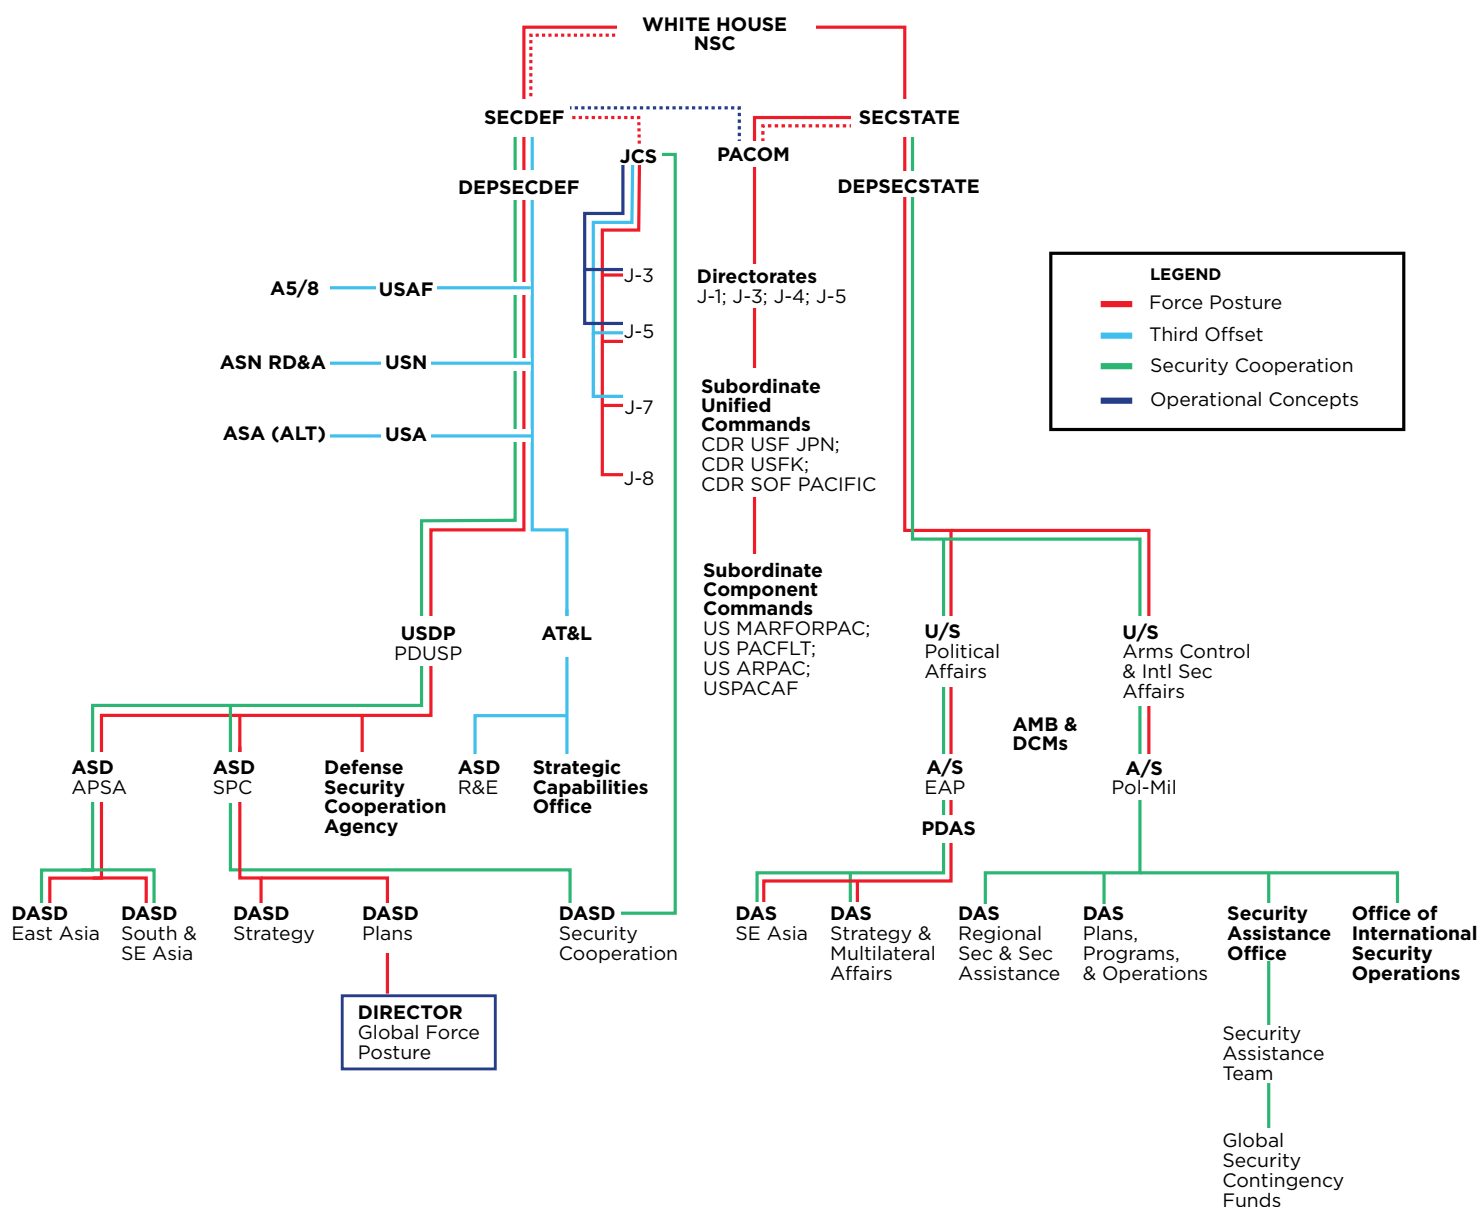 WHITE HOUSE
NSC
SECDEF
SECSTATE
JCS
PACOM
DEPSECDEF
DEPSECSTATE
LEGEND
Force Posture
Third Offset
Security Cooperation
Operational Concepts
A5/8
USAF
ASN RD&A
USN
ASA (ALT)
USA
J-3
J-5
J-7
J-8
Directorates
J-1; J-3; J-4; J-5
Subordinate
Unified
Commands
CDR USF JPN;
CDR USFK;
CDR SOF PACIFIC
Subordinate
Component
Commands
US MARFORPAC;
US PACFLT;
US ARPAC;
USPACAF
USDP
PDUSP
AT&L
U/S
Political
Affairs
U/S
Arms Control
& Intl Sec
Affairs
AMB &
DCMs
ASD
APSA
ASD
SPC
Defense
Security
Cooperation
Agency
ASD
R&E
Strategic
Capabilities
Office
A/S
EAP
PDAS
A/S
Pol-Mil
DASD
East Asia
DASD
South &
SE Asia
DASD
Strategy
DASD
Plans
DASD
Security
Cooperation
DAS
SE Asia
DAS
Strategy &
Multilateral
Affairs
DAS
Regional
Sec & Sec
Assistance
DAS
Plans,
Programs,
& Operations
Security
Assistance
Office
Office of
International
Security
Operations
DIRECTOR
Global Force
Posture
Security
Assistance
Team
Global
Security
Contingency
Funds